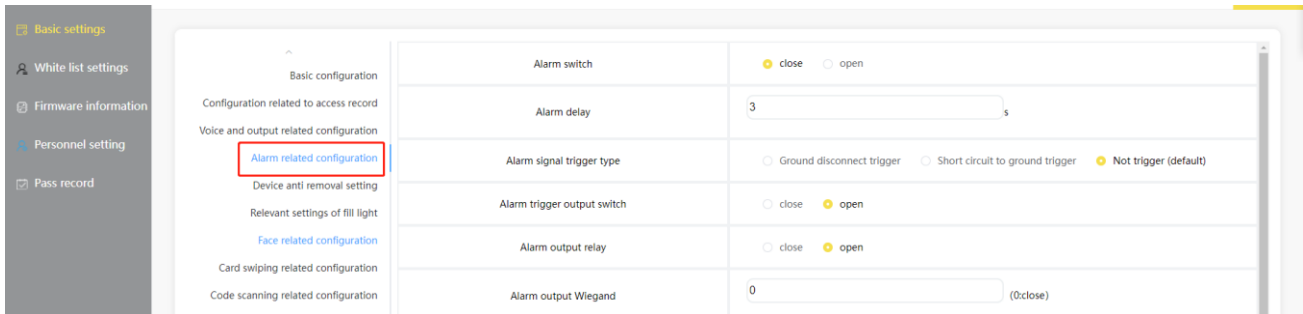 Basic settings
White list settings
Firmware information
Personnel setting
Pass record
Basic configuration
Configuration related to access record
Voice and output related configuration
Alarm related configuration
Device anti removal setting
Relevant settings of fill light
Face related configuration
Card swiping related configuration
Code scanning related configuration
Alarm switch close open
Alarm delay 3 s
Alarm signal trigger type Ground disconnect trigger Short circuit to ground trigger Not trigger (default)
Alarm trigger output switch close open
Alarm output relay close open
Alarm output Wiegand 0 (0:close)